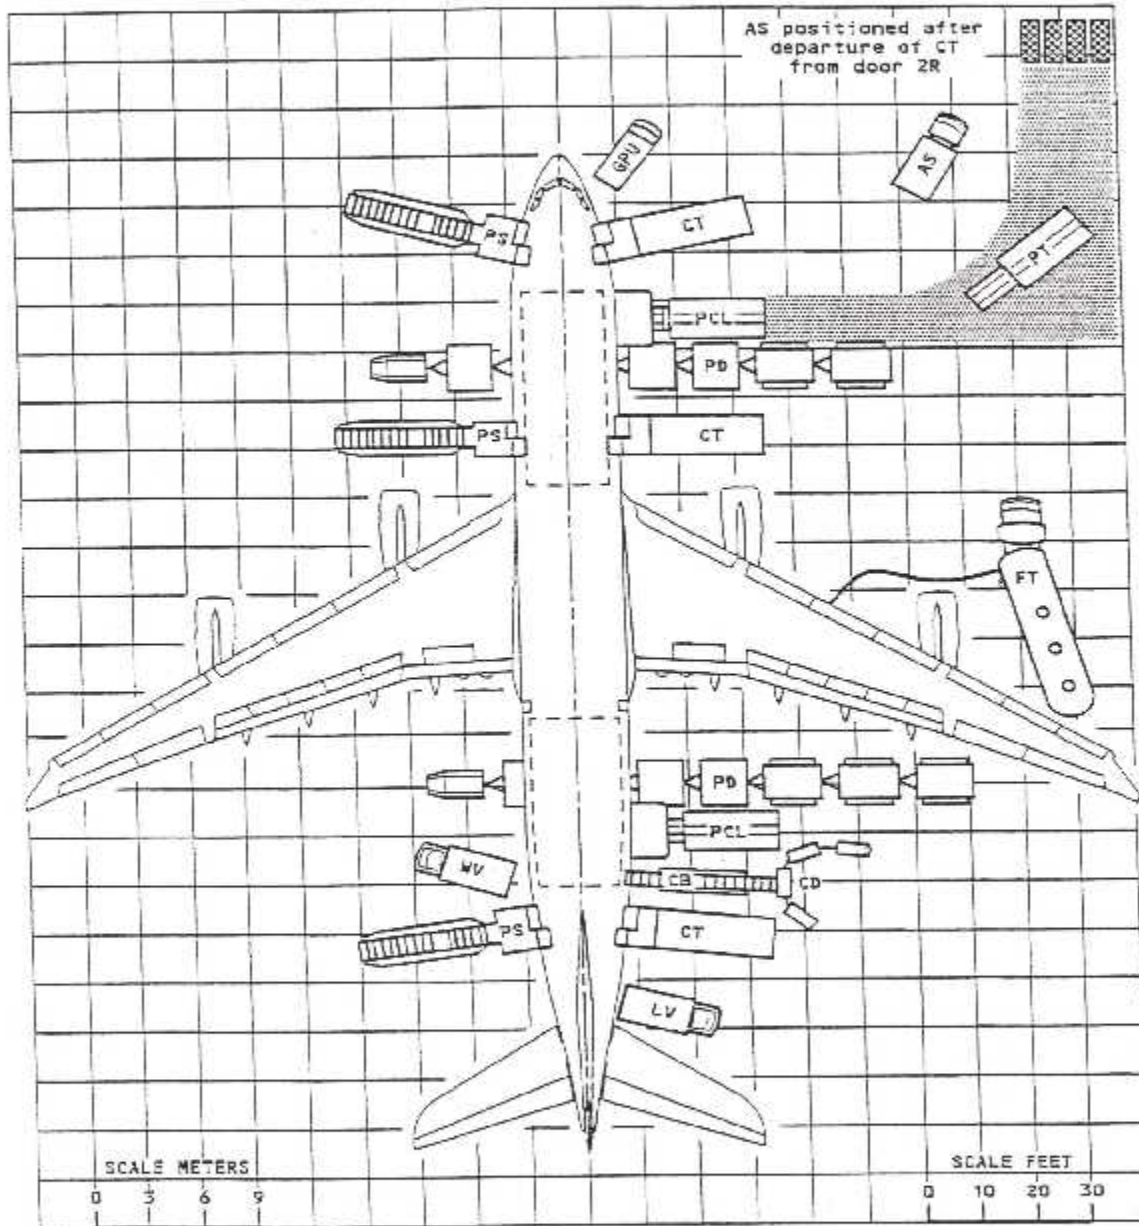 AS positioned after
departure of CT
from door 2R
GPU
AS
PS
CT
PT
PCL
PD
PS
CT
FT
PD
PCL
WV
CB
CD
PS
CT
LV
SCALE METERS
0 3 6 9
SCALE FEET
0 10 20 30